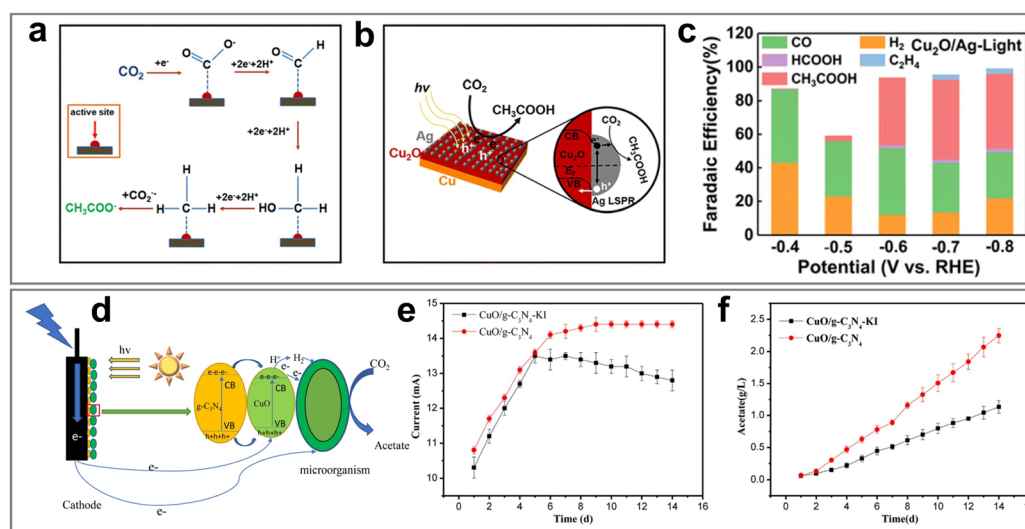 a
CO2
+e-
O
O-
+2e-+2H+
O
H
active site
+2e-+2H+
H
H
CH3COO-
+CO2·-
H
C
H
+2e-+2H+
HO
C
H
b
hv
CO2
CH3COOH
Ag
e-
e-
h+
h+
Cu2O
Cu
CB
e-
CO2
Cu2O
CH3COOH
EF
VB
h+
Ag LSPR
c
CO
H2
Cu2O/Ag-Light
HCOOH
C2H4
CH3COOH
Faradaic Efficiency(%)
120
100
80
60
40
20
0
-0.4
-0.5
-0.6
-0.7
-0.8
Potential (V vs. RHE)
d
hv
e-
e-e-e-
CB
g-C3N4
VB
h+h+h+
e-e-e-
CB
CuO
VB
h+h+h+
H+
H2
e-
e-
CO2
Acetate
microorganism
Cathode
e-
e-
e
CuO/g-C3N4-KI
CuO/g-C3N4
Current (mA)
15
14
13
12
11
10
0
2
4
6
8
10
12
14
16
Time (d)
f
CuO/g-C3N4-KI
CuO/g-C3N4
Acetate(g/L)
2.5
2.0
1.5
1.0
0.5
0.0
0
2
4
6
8
10
12
14
16
Time(d)